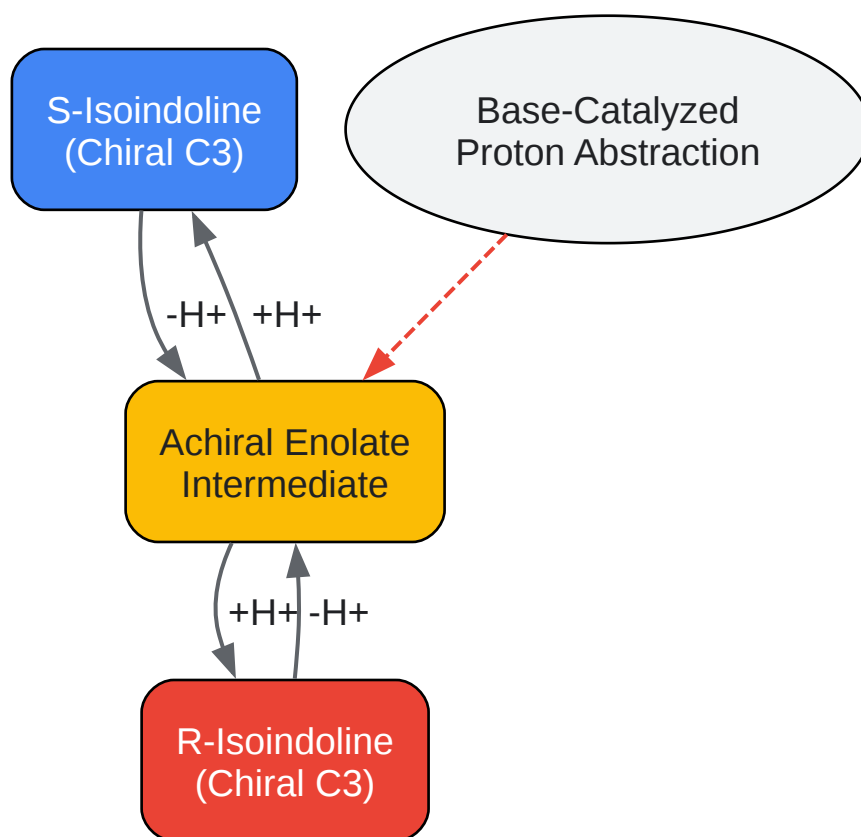 S-Isoindoline
(Chiral C3)
Base-Catalyzed
Proton Abstraction
-H+
+H+
Achiral Enolate
Intermediate
+H+
-H+
R-Isoindoline
(Chiral C3)